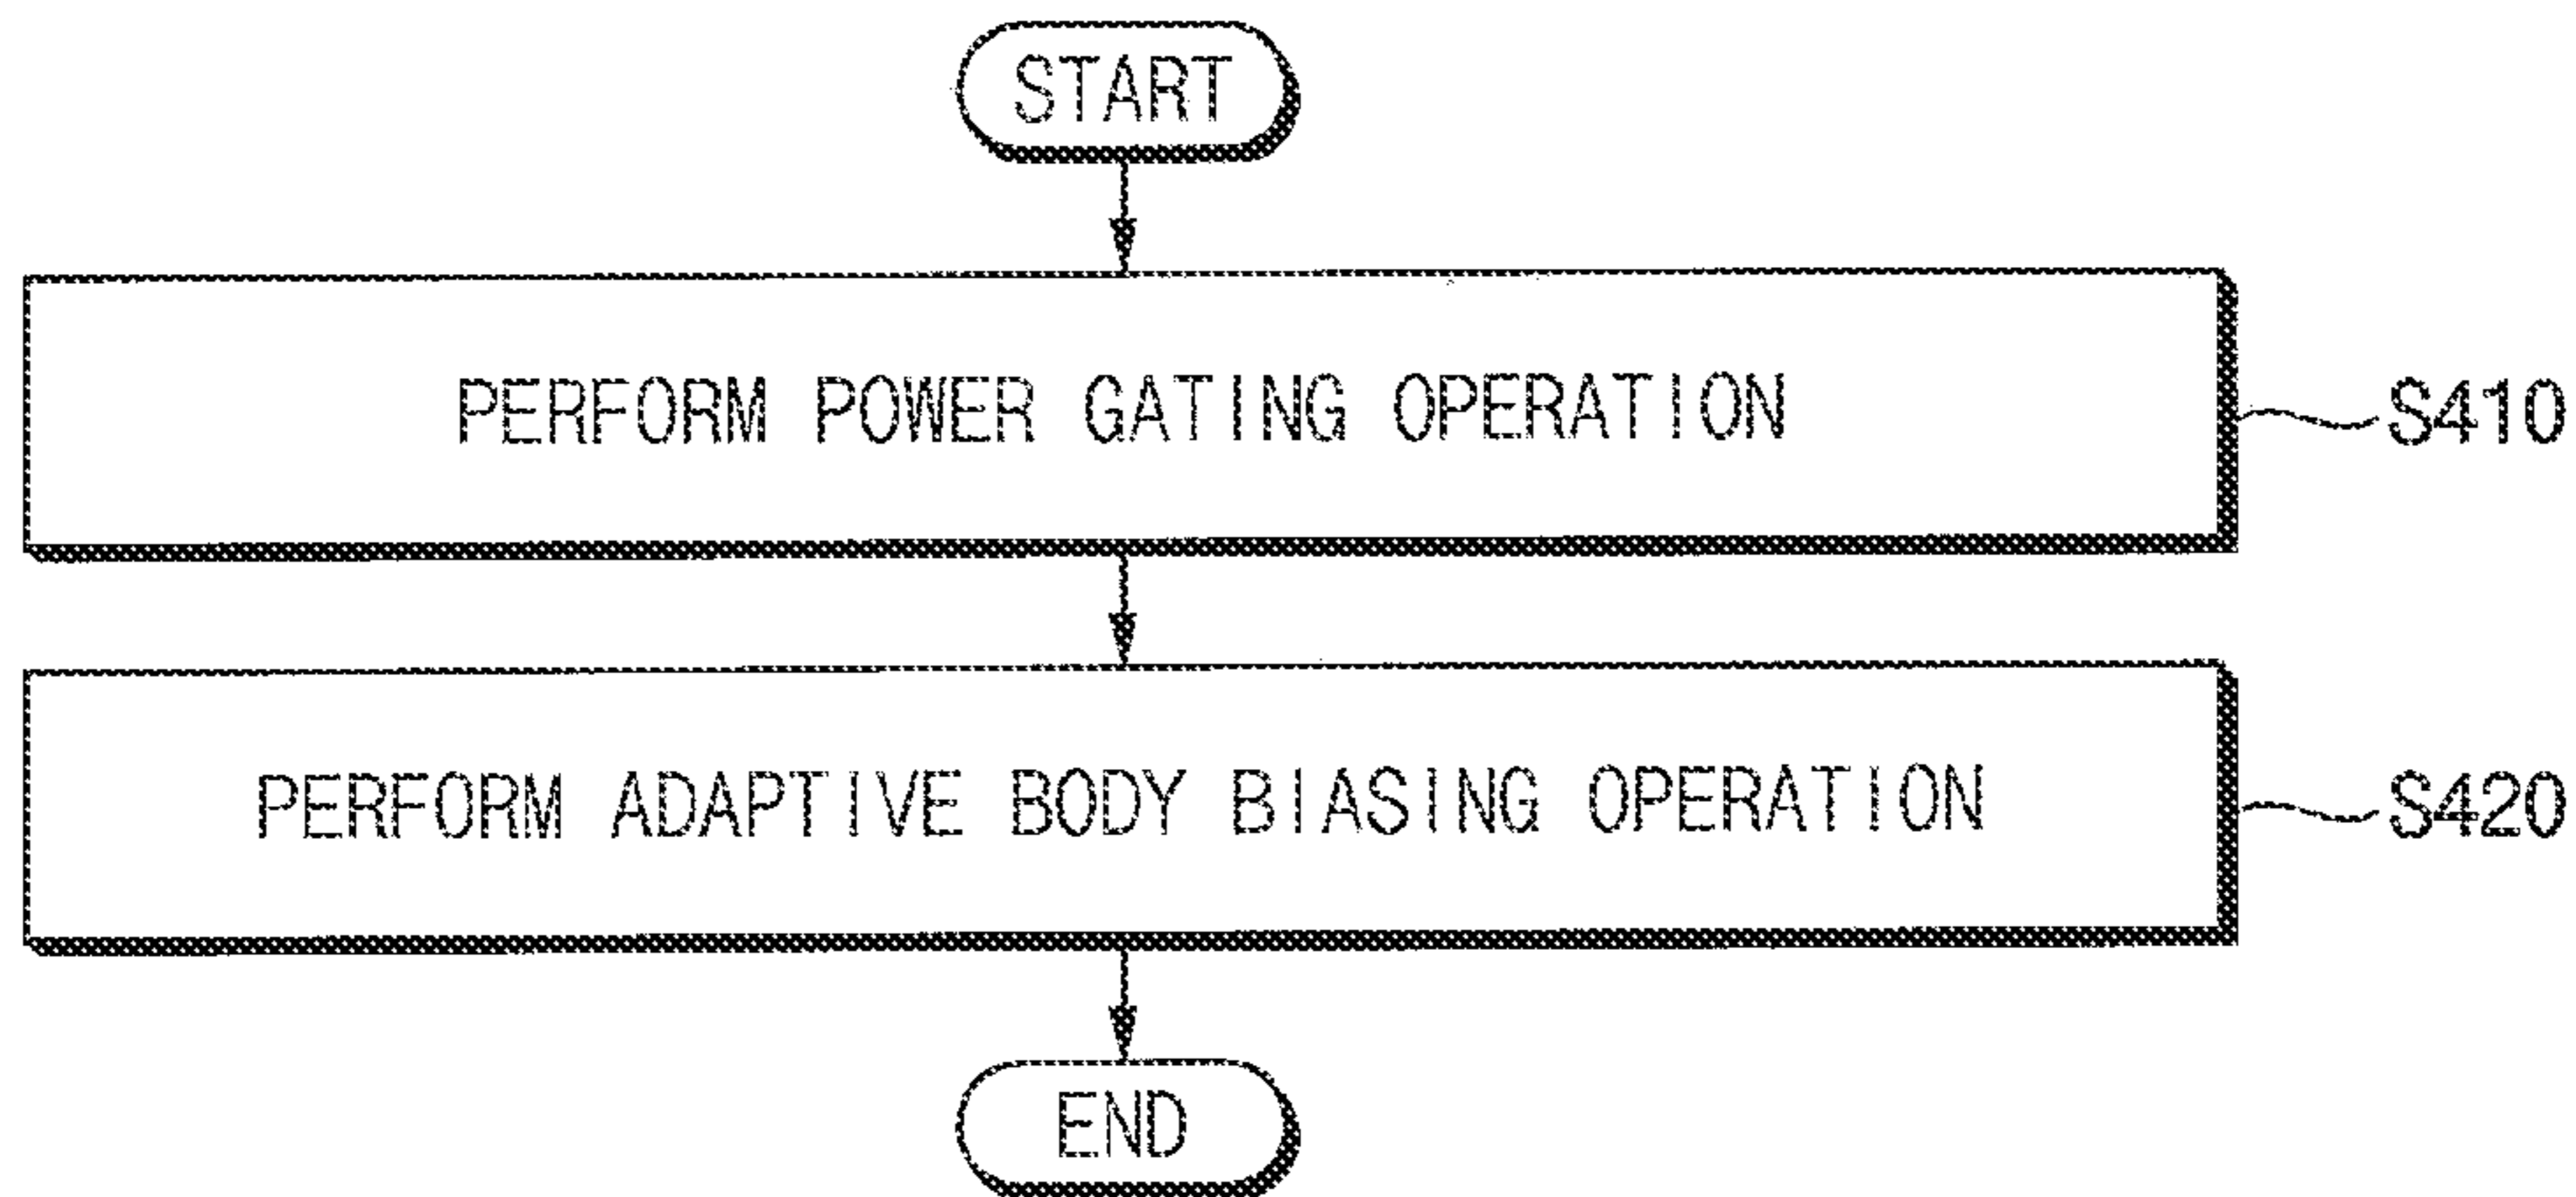 START
PERFORM POWER GATING OPERATION
S410
PERFORM ADAPTIVE BODY BIASING OPERATION
S420
END